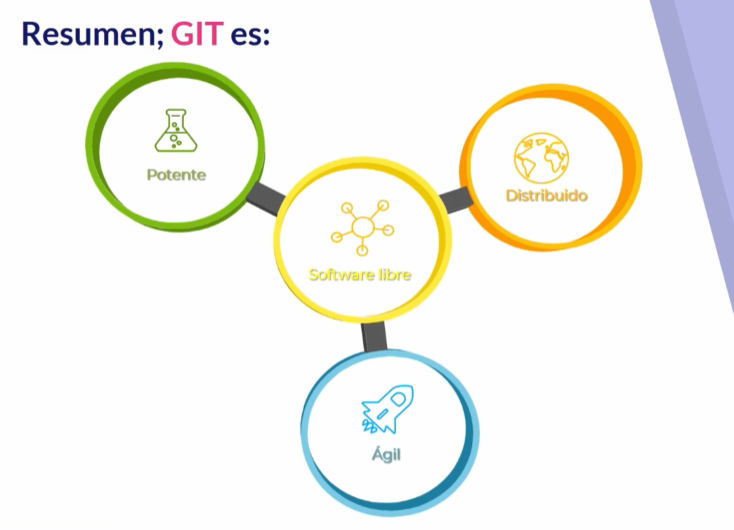 Resumen; GIT es:
Potente
Distribuido
Software libre
Ágil